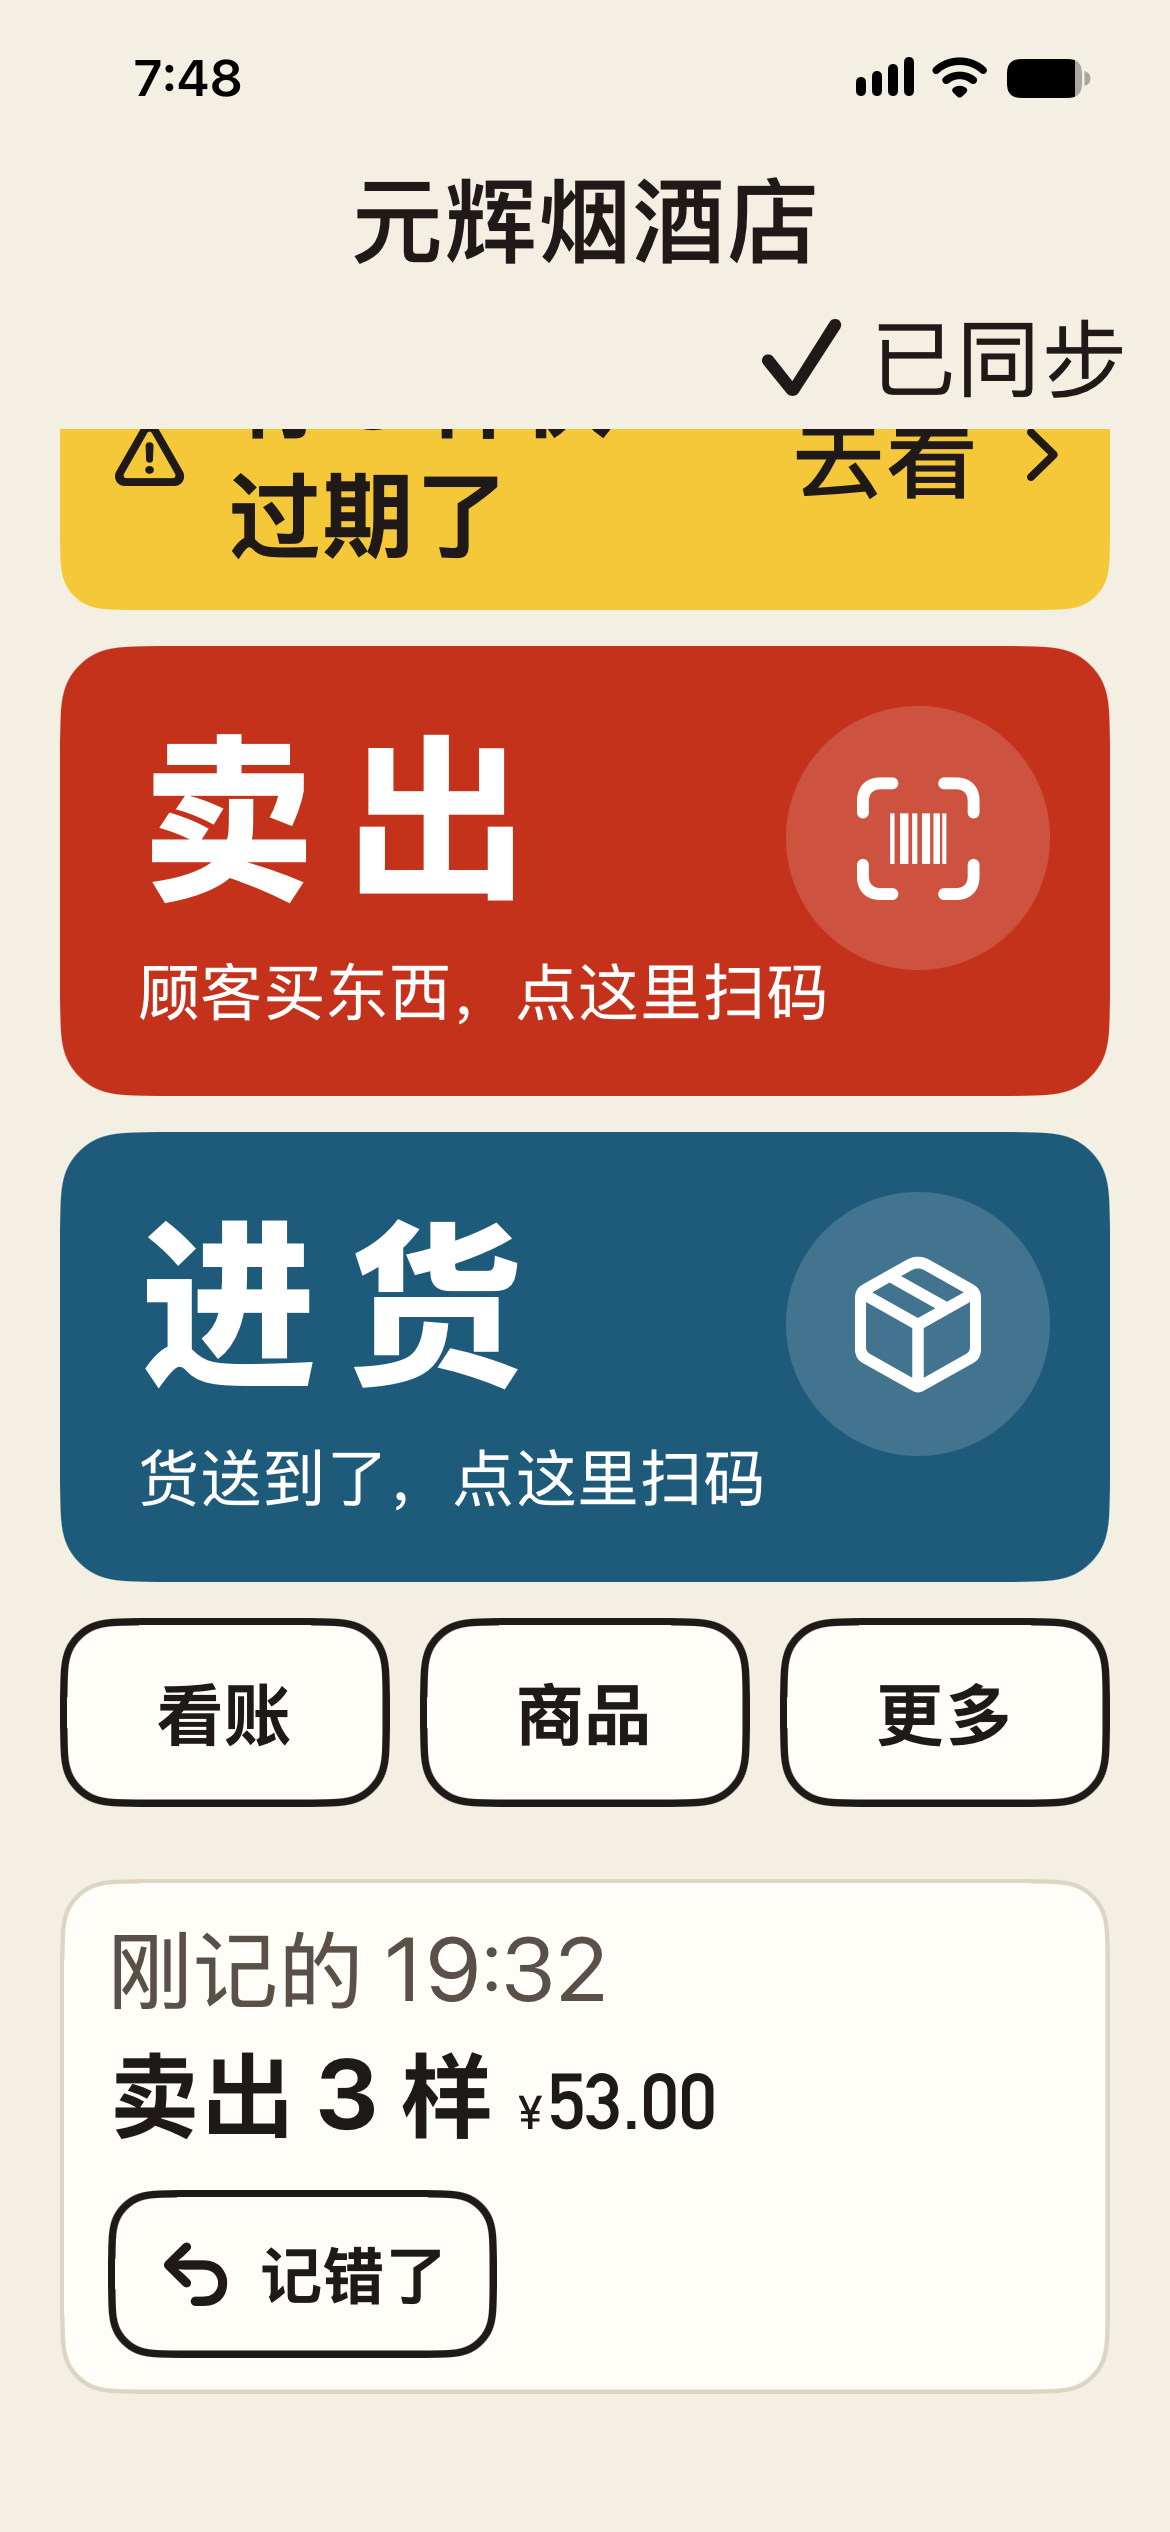 7:48
元辉烟酒店
已同步
去看
过期了
卖出
顾客买东西，点这里扫码
进货
货送到了，点这里扫码
看账
商品
更多
刚记的 19:32
卖出 3 样 ¥53.00
记错了